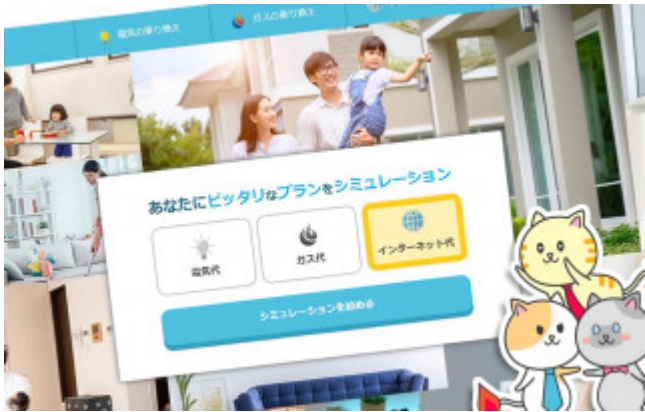 電気の乗り換え
ガスの乗り換え
あなたにピッタリなプランをシミュレーション
電気代
ガス代
インターネット代
シミュレーションを始める